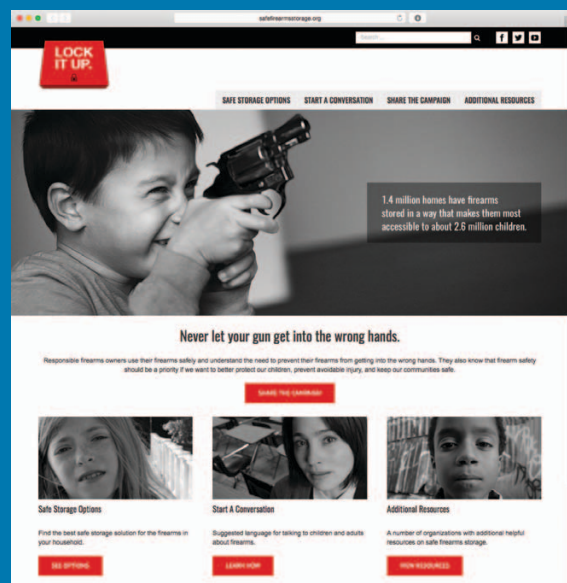 safefirearmsstorage.org
Search...
LOCK
IT UP.
SAFE STORAGE OPTIONS START A CONVERSATION SHARE THE CAMPAIGN ADDITIONAL RESOURCES
1.4 million homes have firearms
stored in a way that makes them most
accessible to about 2.6 million children.
Never let your gun get into the wrong hands.
Responsible firearms owners use their firearms safely and understand the need to prevent their firearms from getting into the wrong hands. They also know that firearm safety
should be a priority if we want to better protect our children, prevent avoidable injury, and keep our communities safe.
SHARE THE CAMPAIGN
Safe Storage Options
Find the best safe storage solution for the firearms in
your household.
SEE OPTIONS
Start A Conversation
Suggested language for talking to children and adults
about firearms.
LEARN HOW
Additional Resources
A number of organizations with additional helpful
resources on safe firearms storage.
VIEW RESOURCES